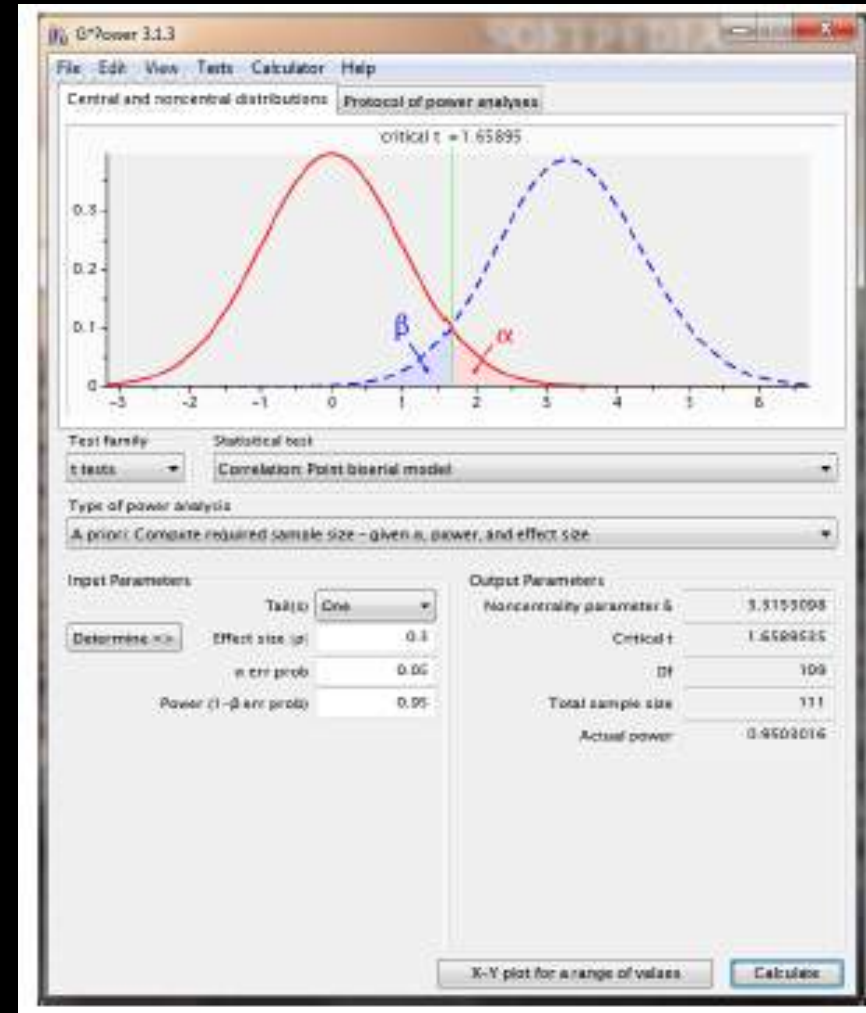 G*Power 3.1.3
SOFTPEDIA
File Edit View Tests Calculator Help
Central and noncentral distributions Protocol of power analyses
critical t = 1.65895
0.3
0.2
0.1
0
β
α
-3 -2 -1 0 1 2 3 4 5 6
Test family Statistical test
t tests Correlation: Point biserial model
Type of power analysis
A priori: Compute required sample size - given α, power, and effect size
Input Parameters Output Parameters
Tail(s) One Noncentrality parameter δ 3.3153098
Determine => Effect size |ρ| 0.3 Critical t 1.6589535
α err prob 0.05 Df 109
Power (1-β err prob) 0.95 Total sample size 111
Actual power 0.9503016
X-Y plot for a range of values Calculate